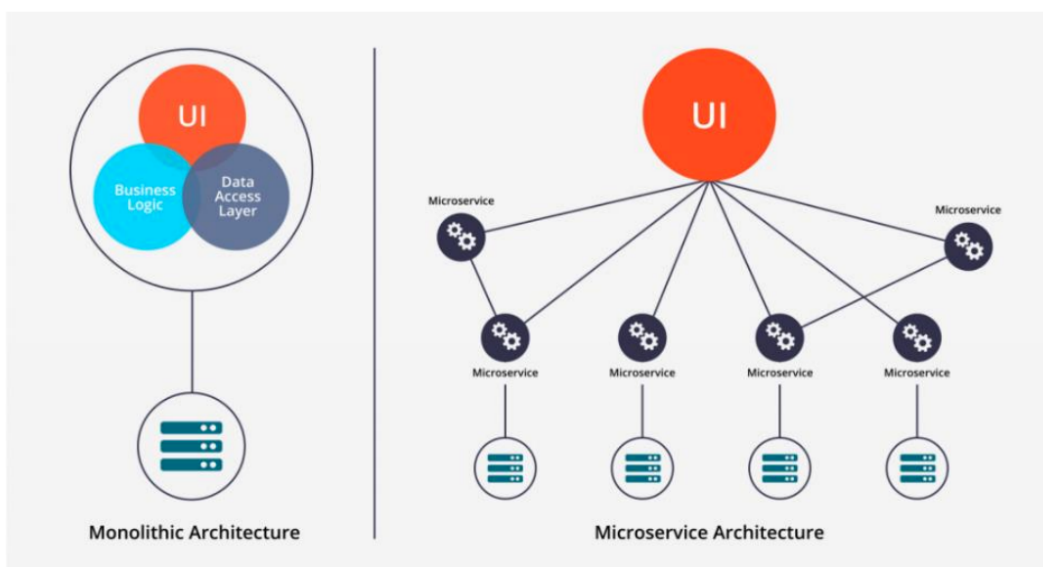 UI
Business
Logic
Data
Access
Layer
Monolithic Architecture
UI
Microservice
Microservice
Microservice
Microservice
Microservice
Microservice
Microservice Architecture